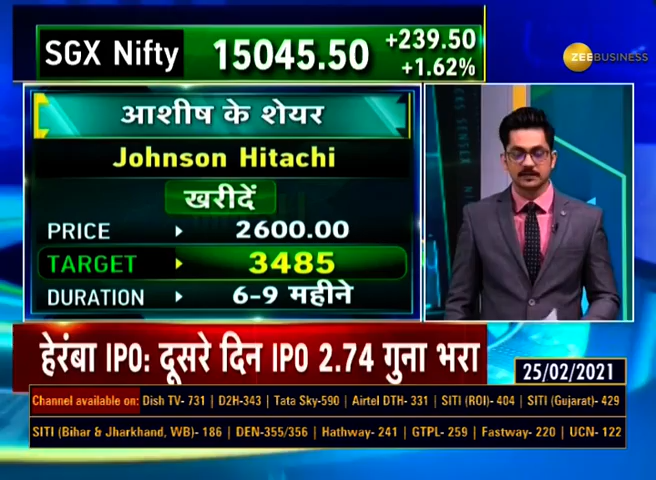 SGX Nifty 15045.50 +239.50
+1.62%
ZEE BUSINESS
आशीष के शेयर
Johnson Hitachi
खरीदें
PRICE 2600.00
TARGET 3485
DURATION 6-9 महीने
हेरंबा IPO: दूसरे दिन IPO 2.74 गुना भरा
25/02/2021
Channel available on: Dish TV- 731 | D2H-343 | Tata Sky-590 | Airtel DTH- 331 | SITI (ROI)- 404 | SITI (Gujarat)- 429
SITI (Bihar & Jharkhand, WB)- 186 | DEN-355/356 | Hathway- 241 | GTPL- 259 | Fastway- 220 | UCN- 122